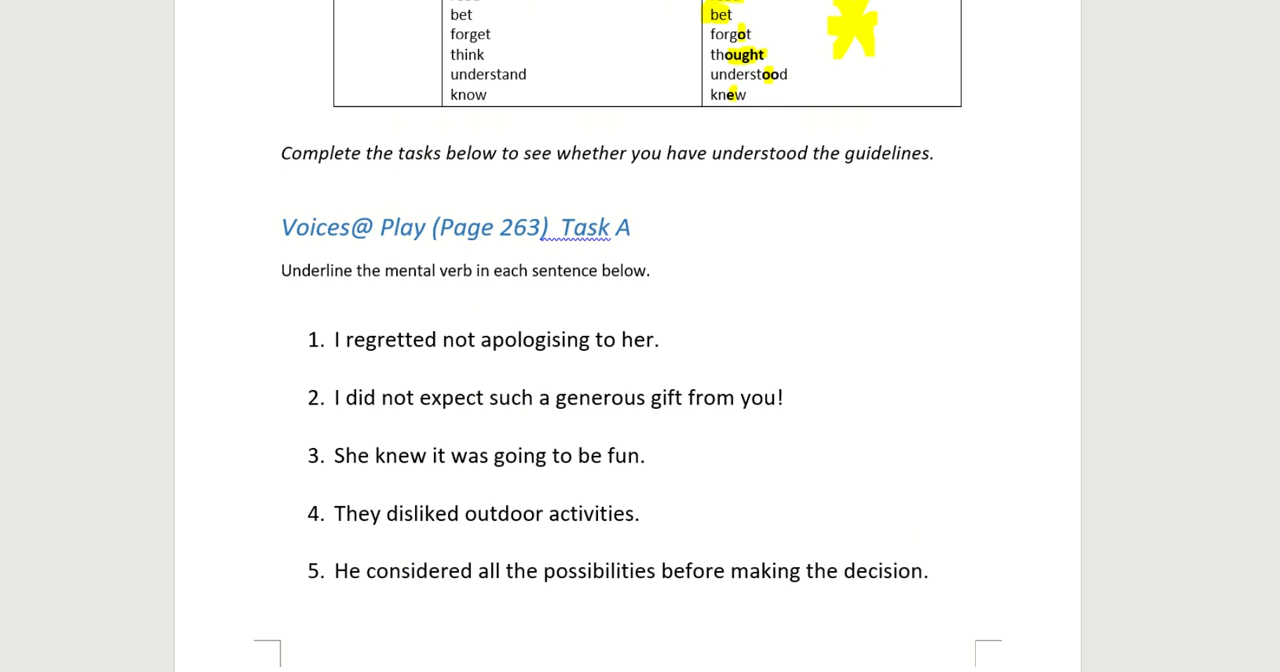 bet bet
forget forgot
think thought
understand understood
know knew
Complete the tasks below to see whether you have understood the guidelines.
Voices@ Play (Page 263)  Task A
Underline the mental verb in each sentence below.
1. I regretted not apologising to her.
2. I did not expect such a generous gift from you!
3. She knew it was going to be fun.
4. They disliked outdoor activities.
5. He considered all the possibilities before making the decision.